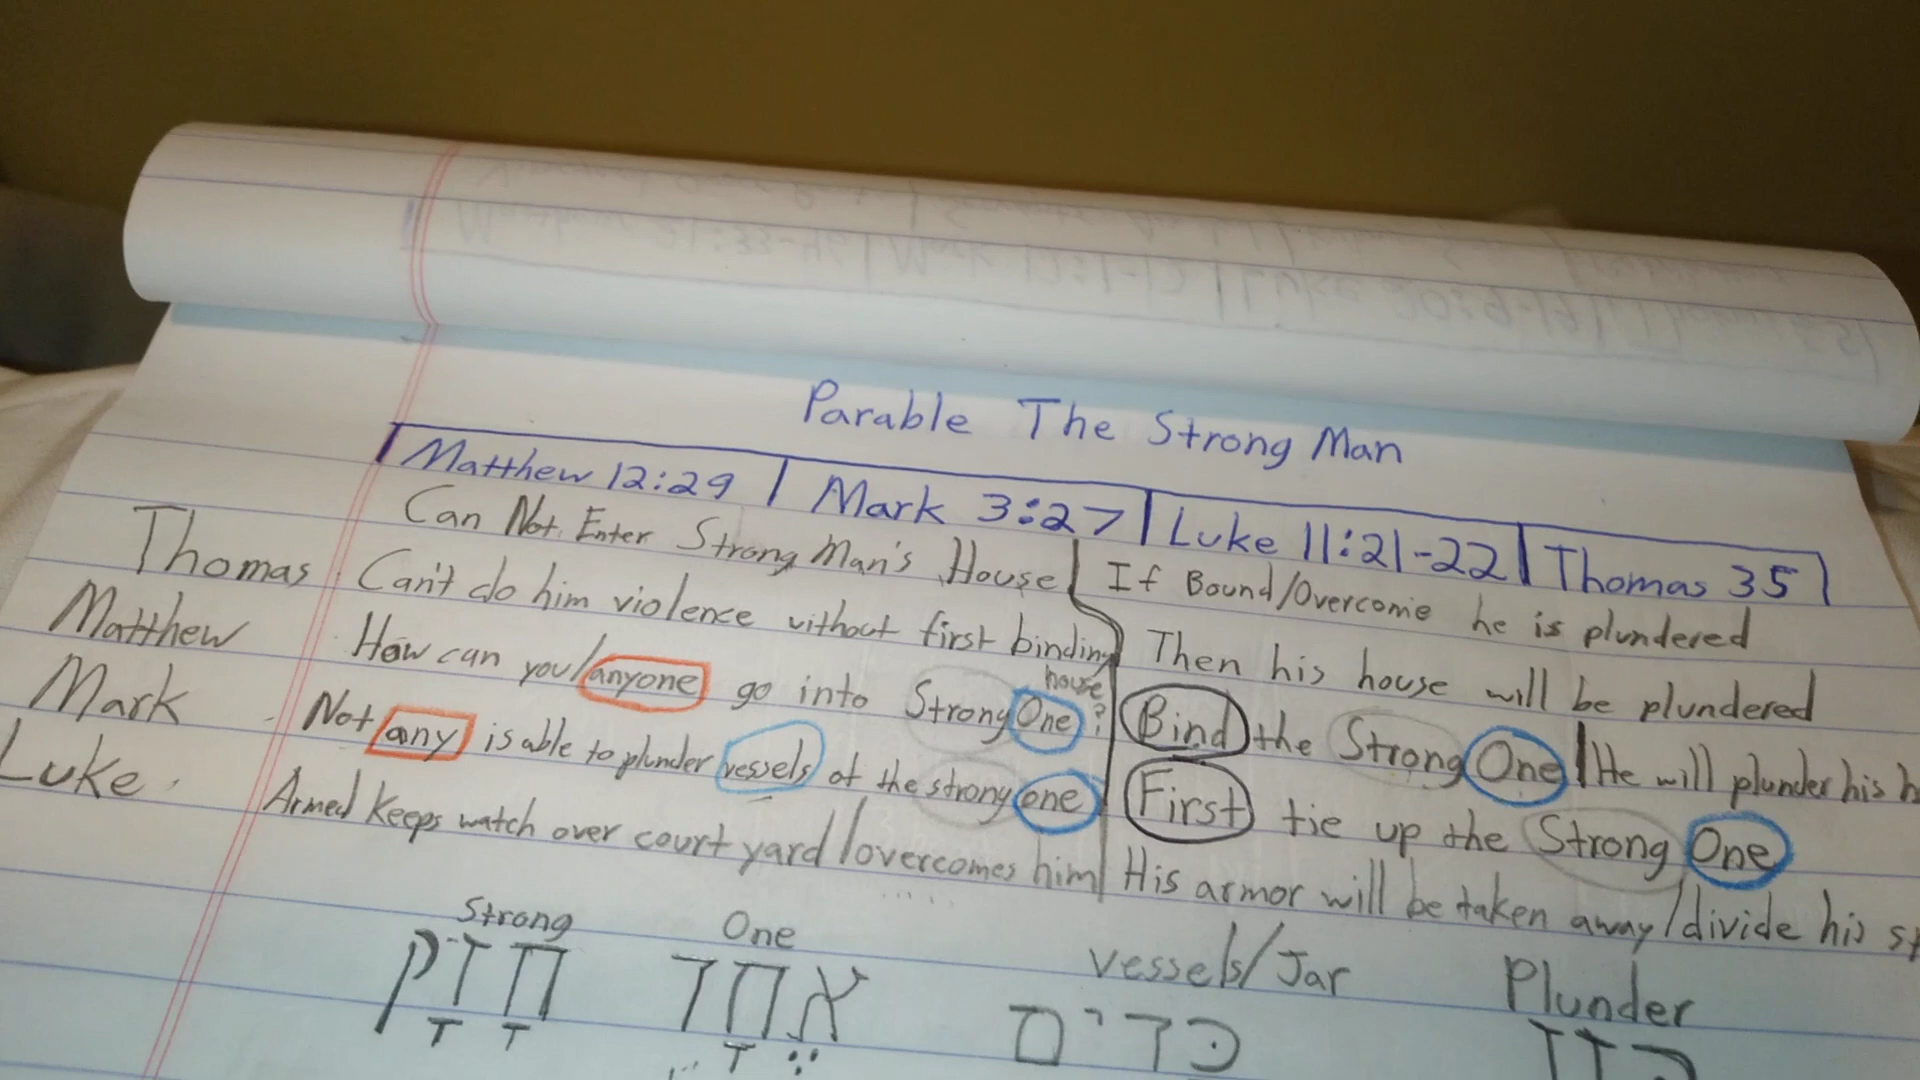 Parable The Strong Man
Matthew 12:29 | Mark 3:27 | Luke 11:21-22 | Thomas 35
Can Not Enter Strong Man's House | If Bound/Overcome he is plundered
Thomas Can't do him violence without first binding | Then his house will be plundered
Matthew How can you/anyone go into Strong One house? | Bind the Strong One | He will plunder his
Mark Not any is able to plunder vessels of the strong one | First tie up the Strong One
Luke Armed keeps watch over court yard/overcomes him | His armor will be taken away/divide his
Strong One Vessels/Jar Plunder
חָזָק אֶחָד כדים